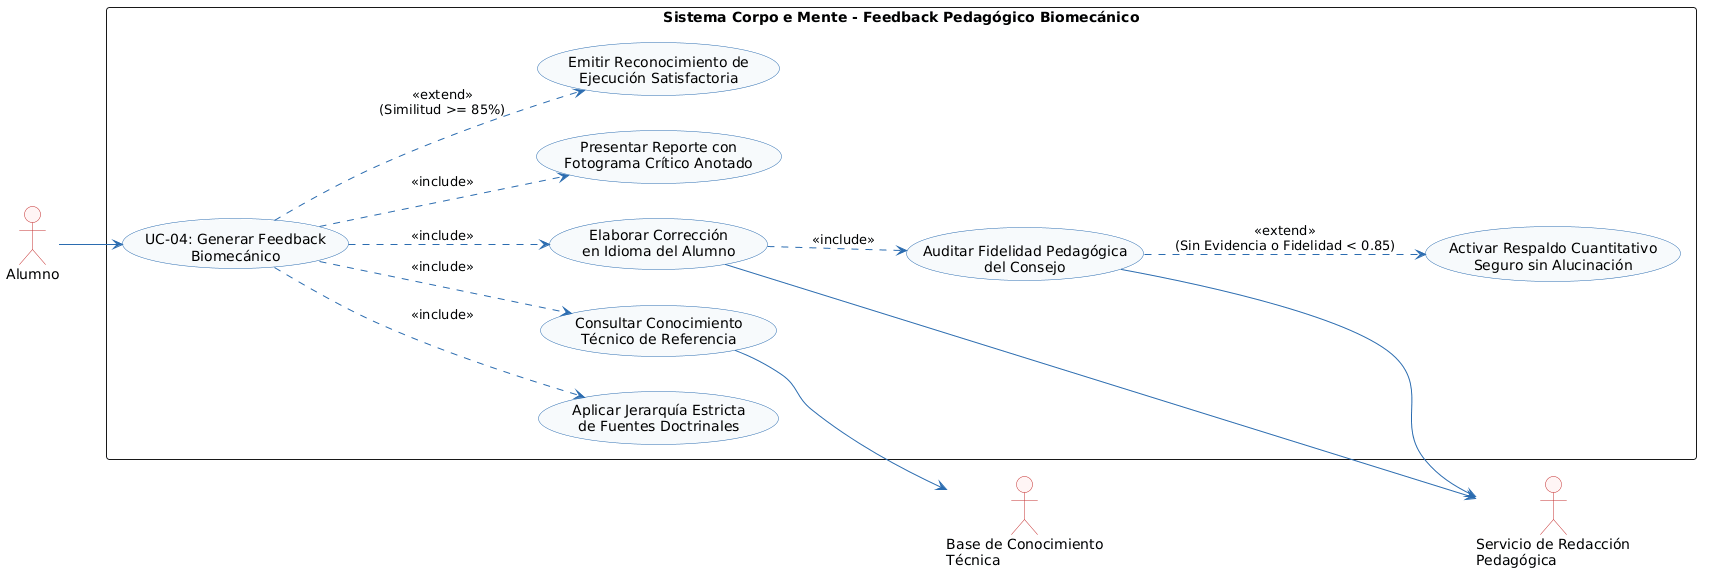 Sistema Corpo e Mente - Feedback Pedagógico Biomecánico
Emitir Reconocimiento de
Ejecución Satisfactoria
«extend»
(Similitud >= 85%)
Presentar Reporte con
Fotograma Crítico Anotado
«include»
Alumno
UC-04: Generar Feedback
Biomecánico
«include»
Elaborar Corrección
en Idioma del Alumno
«include»
Auditar Fidelidad Pedagógica
del Consejo
«extend»
(Sin Evidencia o Fidelidad < 0.85)
Activar Respaldo Cuantitativo
Seguro sin Alucinación
«include»
Consultar Conocimiento
Técnico de Referencia
«include»
Aplicar Jerarquía Estricta
de Fuentes Doctrinales
Base de Conocimiento
Técnica
Servicio de Redacción
Pedagógica